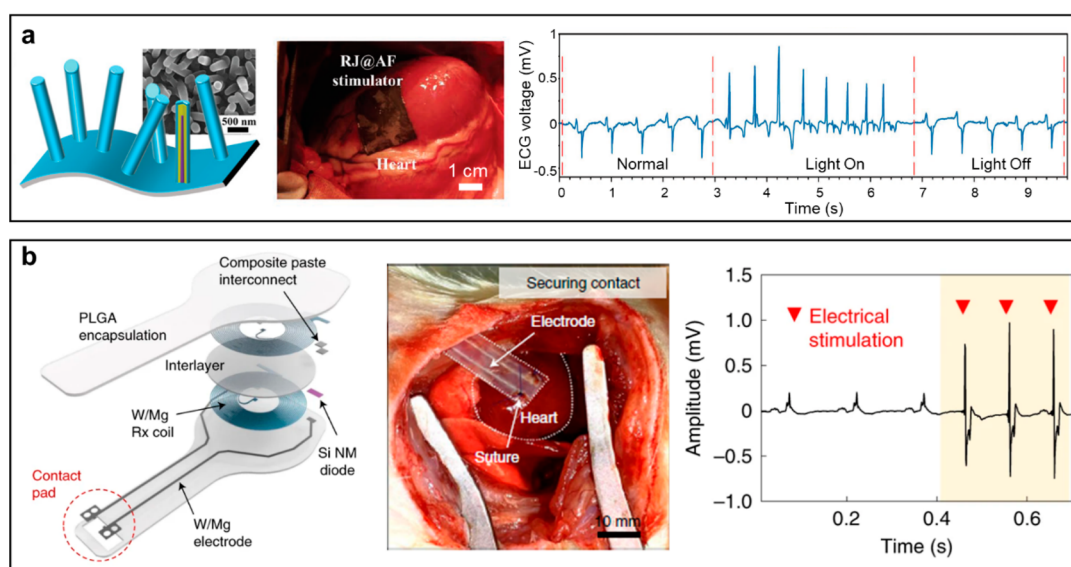 a
500 nm
RJ@AF
stimulator
Heart
1 cm
ECG voltage (mV)
1
0.5
0
-0.5
Normal
Light On
Light Off
0
1
2
3
4
5
6
7
8
9
Time (s)
b
Composite paste
interconnect
PLGA
encapsulation
Interlayer
W/Mg
Rx coil
Si NM
diode
Contact
pad
W/Mg
electrode
Securing contact
Electrode
Heart
Suture
10 mm
Amplitude (mV)
1.5
1.0
0.5
0
−0.5
−1.0
Electrical
stimulation
0.2
0.4
0.6
Time (s)